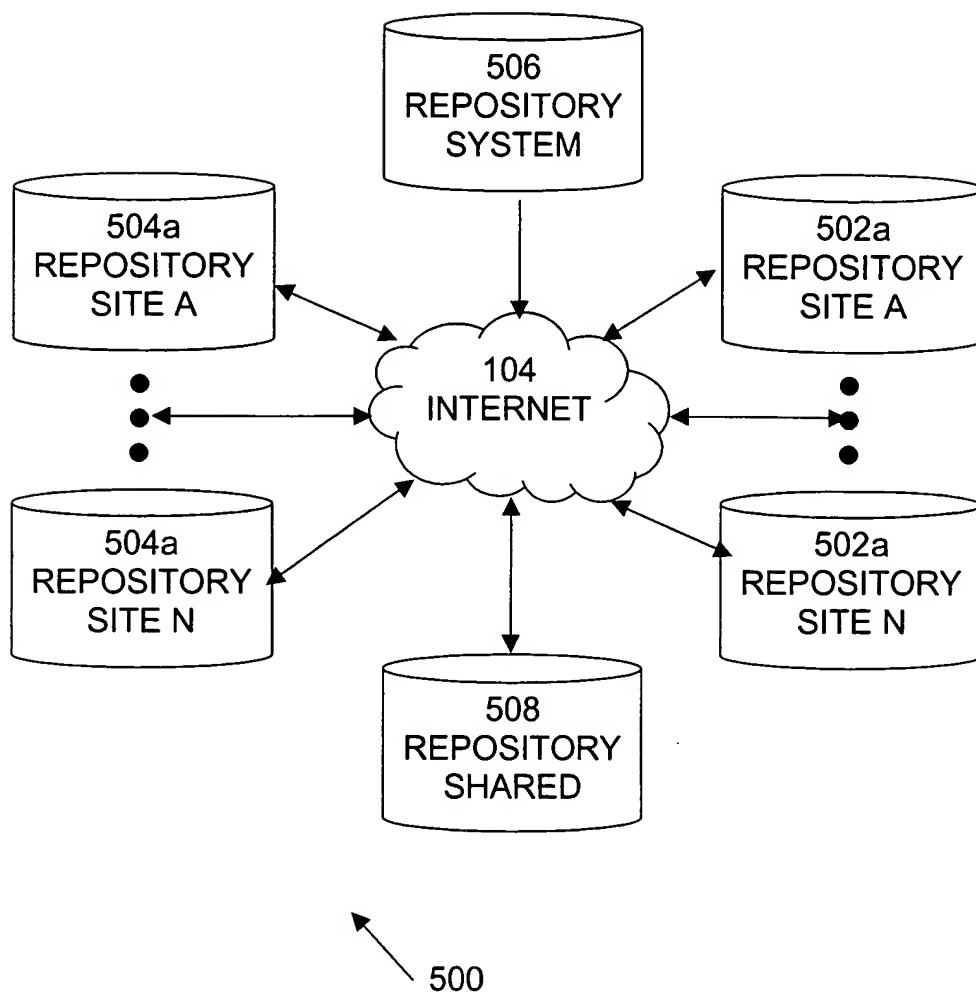 506
REPOSITORY
SYSTEM
504a
REPOSITORY
SITE A
502a
REPOSITORY
SITE A
104
INTERNET
504a
REPOSITORY
SITE N
502a
REPOSITORY
SITE N
508
REPOSITORY
SHARED
500